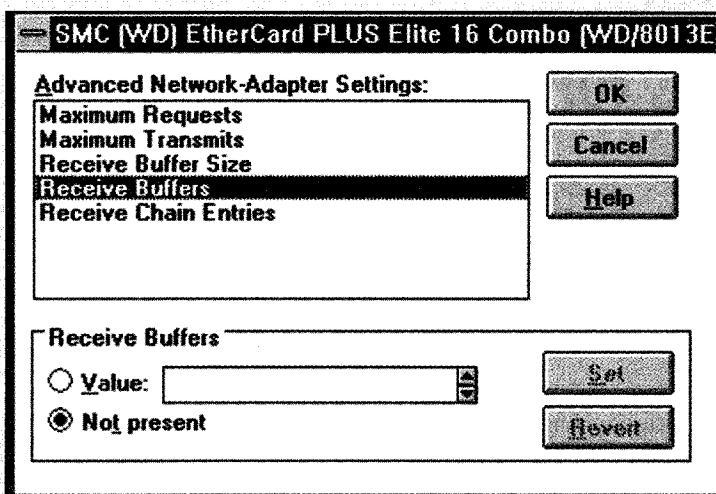 SMC (WD) EtherCard PLUS Elite 16 Combo (WD/8013E
Advanced Network-Adapter Settings:
Maximum Requests
Maximum Transmits
Receive Buffer Size
Receive Buffers
Receive Chain Entries
OK
Cancel
Help
Receive Buffers
Value:
Not present
Set
Revert